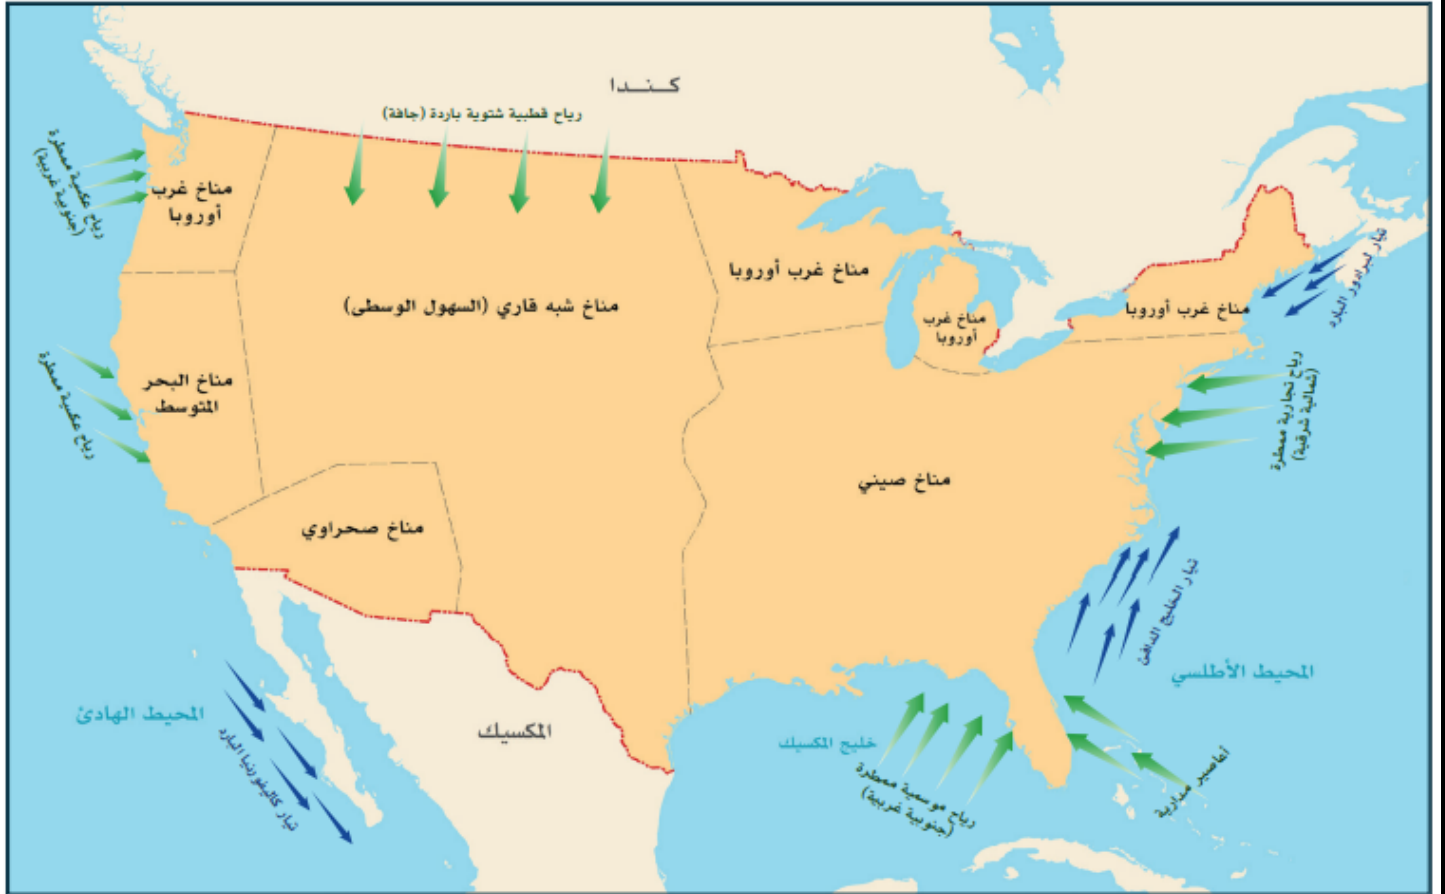 كـنـــدا
رياح قطبية شتوية باردة (جافة)
رياح عكسية ممطرة
(جنوبية غربية)
مناخ غرب
أوروبا
مناخ شبه قاري (السهول الوسطى)
مناخ غرب أوروبا
مناخ غرب
أوروبا
مناخ غرب أوروبا
تيار لبرادور البارد
رياح عكسية ممطرة
مناخ البحر
المتوسط
رياح تجارية ممطرة
(شمالية شرقية)
مناخ صيني
مناخ صحراوي
تيار الخليج الدافئ
المحيط الأطلسي
المحيط الهادئ
المكسيك
خليج المكسيك
تيار كاليفورنيا البارد
رياح موسمية ممطرة
(جنوبية غربية)
أعاصير مدارية